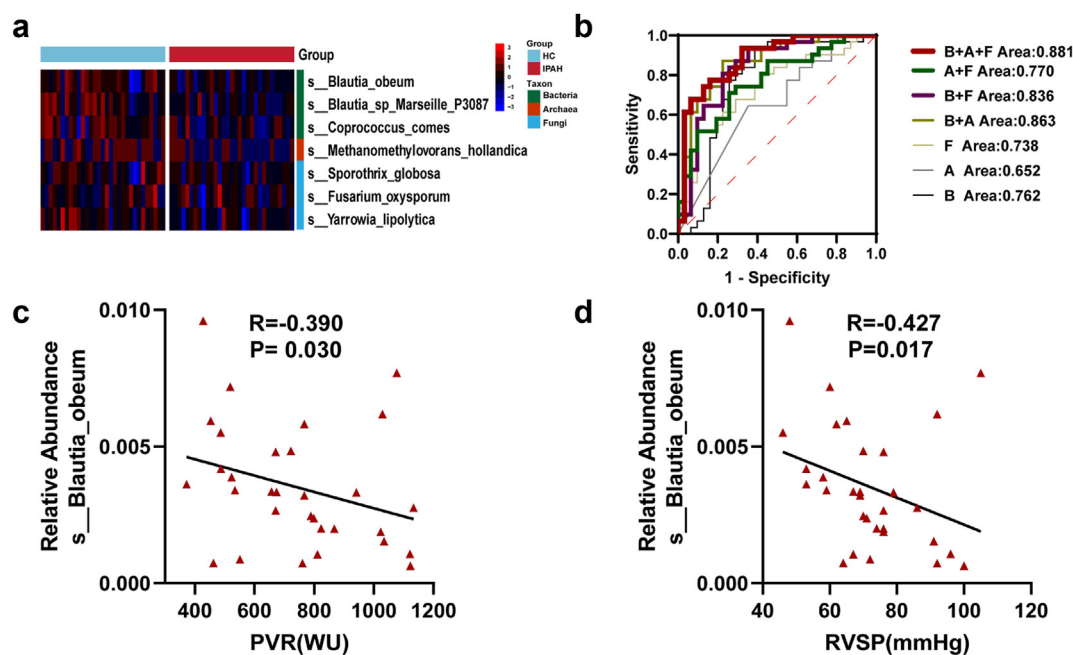 a
Group
s__Blautia_obeum
s__Blautia_sp_Marseille_P3087
s__Coprococcus_comes
s__Methanomethylovorans_hollandica
s__Sporothrix_globosa
s__Fusarium_oxysporum
s__Yarrowia_lipolytica
3
2
1
0
−1
−2
−3
Group
HC
IPAH
Taxon
Bacteria
Archaea
Fungi
b
Sensitivity
1.0
0.8
0.6
0.4
0.2
0.0
0.0 0.2 0.4 0.6 0.8 1.0
1 - Specificity
B+A+F Area:0.881
A+F Area:0.770
B+F Area:0.836
B+A Area:0.863
F Area:0.738
A Area:0.652
B Area:0.762
c
Relative Abundance
s__Blautia_obeum
0.010
0.005
0.000
R=-0.390
P= 0.030
400 600 800 1000 1200
PVR(WU)
d
Relative Abundance
s__Blautia_obeum
0.010
0.005
0.000
R=-0.427
P=0.017
40 60 80 100 120
RVSP(mmHg)